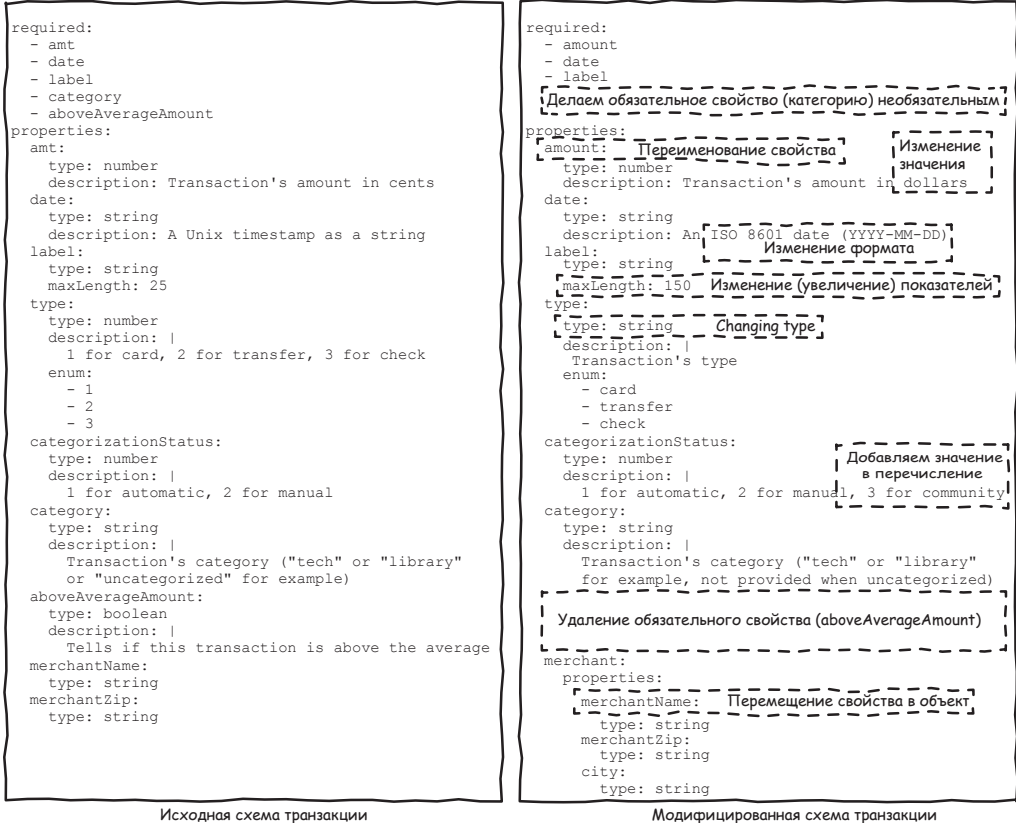 required:
- amt
- date
- label
- category
- aboveAverageAmount
properties:
amt:
type: number
description: Transaction's amount in cents
date:
type: string
description: A Unix timestamp as a string
label:
type: string
maxLength: 25
type:
type: number
description: |
1 for card, 2 for transfer, 3 for check
enum:
- 1
- 2
- 3
categorizationStatus:
type: number
description: |
1 for automatic, 2 for manual
category:
type: string
description: |
Transaction's category ("tech" or "library"
or "uncategorized" for example)
aboveAverageAmount:
type: boolean
description: |
Tells if this transaction is above the average
merchantName:
type: string
merchantZip:
type: string
Исходная схема транзакции
required:
- amount
- date
- label
Делаем обязательное свойство (категорию) необязательным
properties:
amount: Переименование свойства
Изменение
значения
type: number
description: Transaction's amount in dollars
date:
type: string
description: An ISO 8601 date (YYYY-MM-DD)
Изменение формата
label:
type: string
maxLength: 150 Изменение (увеличение) показателей
type:
type: string Changing type
description: |
Transaction's type
enum:
- card
- transfer
- check
categorizationStatus:
type: number
Добавляем значение
в перечисление
description: |
1 for automatic, 2 for manual, 3 for community
category:
type: string
description: |
Transaction's category ("tech" or "library"
for example, not provided when uncategorized)
Удаление обязательного свойства (aboveAverageAmount)
merchant:
properties:
merchantName: Перемещение свойства в объект
type: string
merchantZip:
type: string
city:
type: string
Модифицированная схема транзакции